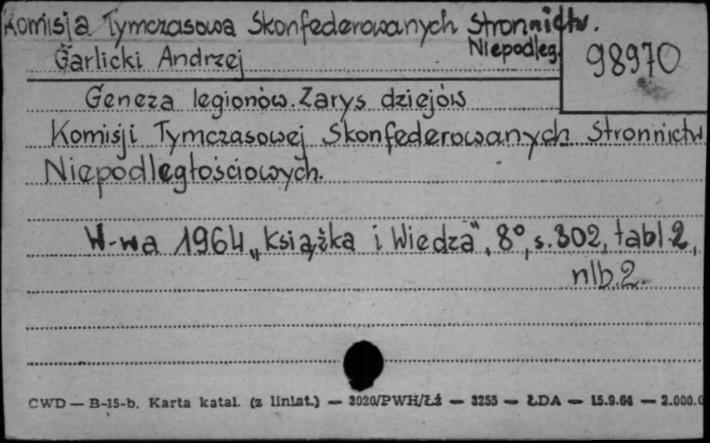 Komisja Tymczasowa Skonfederowanych Stronnictw.
Niepodleg.
Garlicki Andrzej
98970
Geneza legionów. Zarys dziejów
Komisji Tymczasowej Skonfederowanych Stronnictw
Niepodległościowych.
W-wa 1964 „Książka i Wiedza", 8°, s. 302, tabl. 2,
nlb. 2.
CWD — B-15-b. Karta katal. (z liniat.) — 3020/PWH/Łź — 3255 — ŁDA — 15.9.64 — 2.000.0